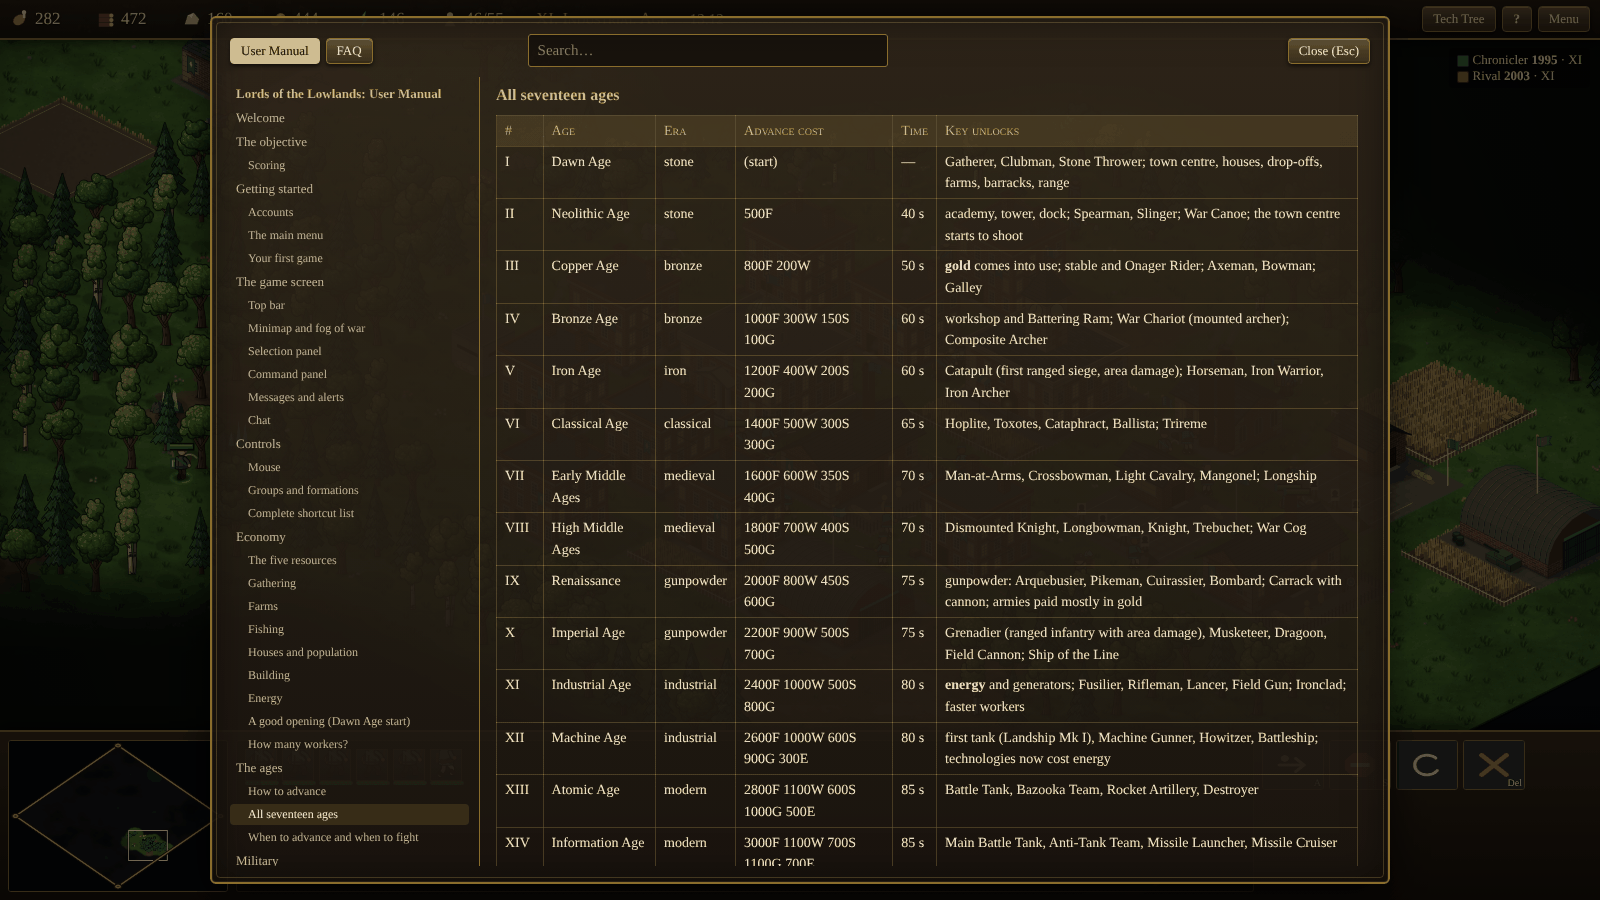 282 472 160
Tech Tree ? Menu
User Manual FAQ Search… Close (Esc)
Chronicler 1995 · XI
Rival 2003 · XI
Lords of the Lowlands: User Manual
Welcome
The objective
Scoring
Getting started
Accounts
The main menu
Your first game
The game screen
Top bar
Minimap and fog of war
Selection panel
Command panel
Messages and alerts
Chat
Controls
Mouse
Groups and formations
Complete shortcut list
Economy
The five resources
Gathering
Farms
Fishing
Houses and population
Building
Energy
A good opening (Dawn Age start)
How many workers?
The ages
How to advance
All seventeen ages
When to advance and when to fight
Military
All seventeen ages
# Age Era Advance cost Time Key unlocks
I Dawn Age stone (start) — Gatherer, Clubman, Stone Thrower; town centre, houses, drop-offs,
farms, barracks, range
II Neolithic Age stone 500F 40 s academy, tower, dock; Spearman, Slinger; War Canoe; the town centre
starts to shoot
III Copper Age bronze 800F 200W 50 s gold comes into use; stable and Onager Rider; Axeman, Bowman;
Galley
IV Bronze Age bronze 1000F 300W 150S 60 s workshop and Battering Ram; War Chariot (mounted archer);
100G Composite Archer
V Iron Age iron 1200F 400W 200S 60 s Catapult (first ranged siege, area damage); Horseman, Iron Warrior,
200G Iron Archer
VI Classical Age classical 1400F 500W 300S 65 s Hoplite, Toxotes, Cataphract, Ballista; Trireme
300G
VII Early Middle medieval 1600F 600W 350S 70 s Man-at-Arms, Crossbowman, Light Cavalry, Mangonel; Longship
Ages 400G
VIII High Middle medieval 1800F 700W 400S 70 s Dismounted Knight, Longbowman, Knight, Trebuchet; War Cog
Ages 500G
IX Renaissance gunpowder 2000F 800W 450S 75 s gunpowder: Arquebusier, Pikeman, Cuirassier, Bombard; Carrack with
600G cannon; armies paid mostly in gold
X Imperial Age gunpowder 2200F 900W 500S 75 s Grenadier (ranged infantry with area damage), Musketeer, Dragoon,
700G Field Cannon; Ship of the Line
XI Industrial Age industrial 2400F 1000W 500S 80 s energy and generators; Fusilier, Rifleman, Lancer, Field Gun; Ironclad;
800G faster workers
XII Machine Age industrial 2600F 1000W 600S 80 s first tank (Landship Mk I), Machine Gunner, Howitzer, Battleship;
900G 300E technologies now cost energy
XIII Atomic Age modern 2800F 1100W 600S 85 s Battle Tank, Bazooka Team, Rocket Artillery, Destroyer
1000G 500E
XIV Information Age modern 3000F 1100W 700S 85 s Main Battle Tank, Anti-Tank Team, Missile Launcher, Missile Cruiser
1100G 700E
Del